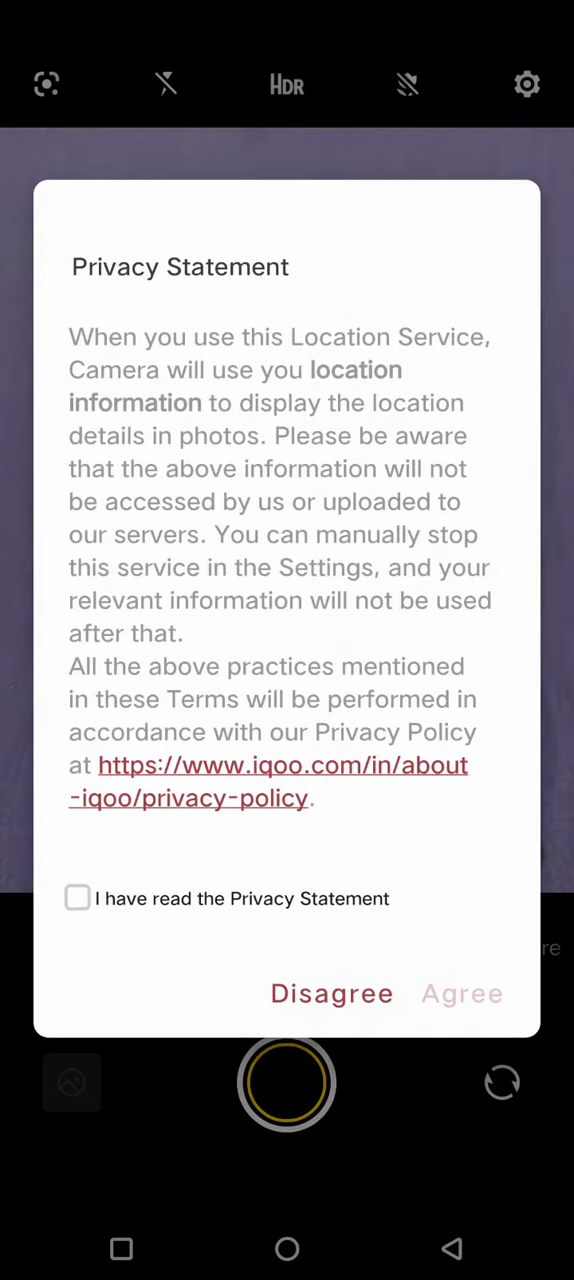 HDR
Privacy Statement
When you use this Location Service,
Camera will use you location
information to display the location
details in photos. Please be aware
that the above information will not
be accessed by us or uploaded to
our servers. You can manually stop
this service in the Settings, and your
relevant information will not be used
after that.
All the above practices mentioned
in these Terms will be performed in
accordance with our Privacy Policy
at https://www.iqoo.com/in/about
-iqoo/privacy-policy.
I have read the Privacy Statement
re
Disagree Agree